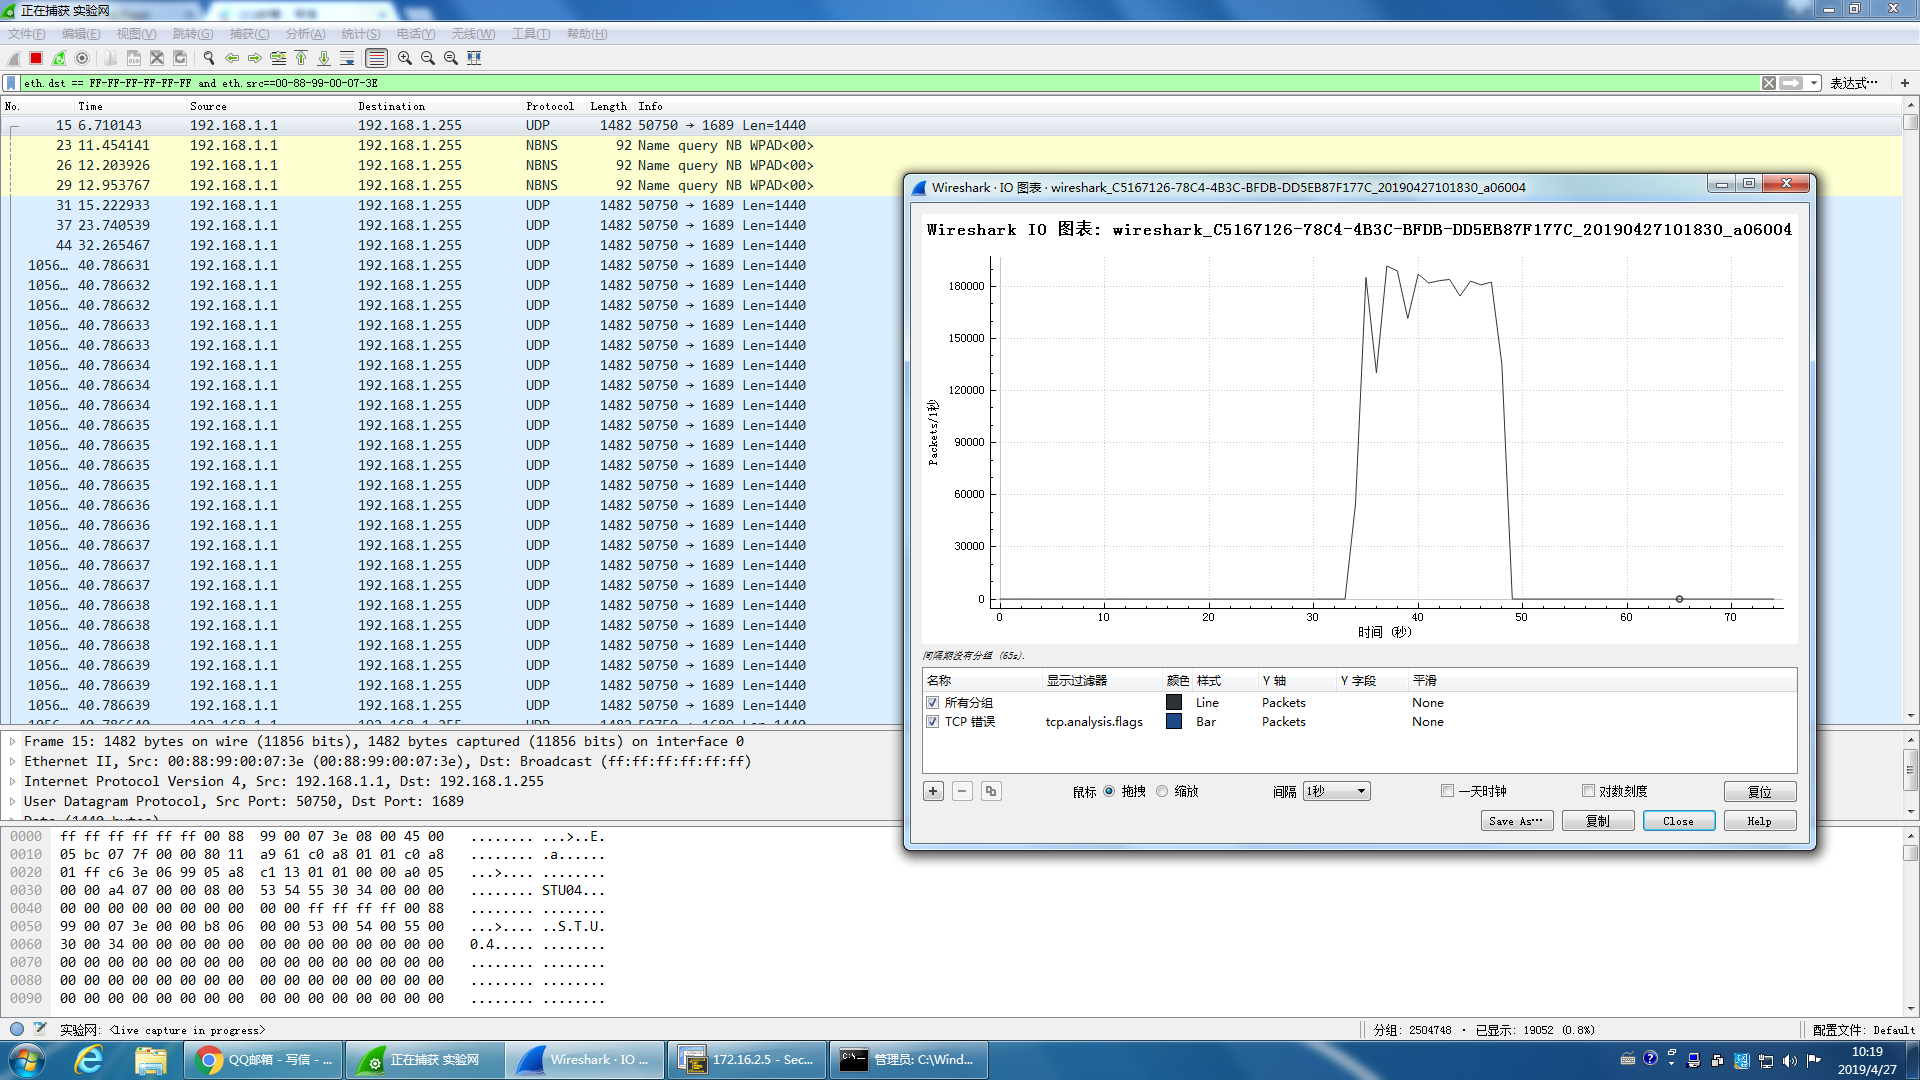 正在捕获 实验网
文件(F) 编辑(E) 视图(V) 跳转(G) 捕获(C) 分析(A) 统计(S) 电话(Y) 无线(W) 工具(T) 帮助(H)
eth.dst == FF-FF-FF-FF-FF-FF and eth.src==00-88-99-00-07-3E
表达式… +
No. Time Source Destination Protocol Length Info
15 6.710143 192.168.1.1 192.168.1.255 UDP 1482 50750 → 1689 Len=1440
23 11.454141 192.168.1.1 192.168.1.255 NBNS 92 Name query NB WPAD<00>
26 12.203926 192.168.1.1 192.168.1.255 NBNS 92 Name query NB WPAD<00>
29 12.953767 192.168.1.1 192.168.1.255 NBNS 92 Name query NB WPAD<00>
31 15.222933 192.168.1.1 192.168.1.255 UDP 1482 50750 → 1689 Len=1440
37 23.740539 192.168.1.1 192.168.1.255 UDP 1482 50750 → 1689 Len=1440
44 32.265467 192.168.1.1 192.168.1.255 UDP 1482 50750 → 1689 Len=1440
1056… 40.786631 192.168.1.1 192.168.1.255 UDP 1482 50750 → 1689 Len=1440
1056… 40.786632 192.168.1.1 192.168.1.255 UDP 1482 50750 → 1689 Len=1440
1056… 40.786632 192.168.1.1 192.168.1.255 UDP 1482 50750 → 1689 Len=1440
1056… 40.786633 192.168.1.1 192.168.1.255 UDP 1482 50750 → 1689 Len=1440
1056… 40.786633 192.168.1.1 192.168.1.255 UDP 1482 50750 → 1689 Len=1440
1056… 40.786634 192.168.1.1 192.168.1.255 UDP 1482 50750 → 1689 Len=1440
1056… 40.786634 192.168.1.1 192.168.1.255 UDP 1482 50750 → 1689 Len=1440
1056… 40.786634 192.168.1.1 192.168.1.255 UDP 1482 50750 → 1689 Len=1440
1056… 40.786635 192.168.1.1 192.168.1.255 UDP 1482 50750 → 1689 Len=1440
1056… 40.786635 192.168.1.1 192.168.1.255 UDP 1482 50750 → 1689 Len=1440
1056… 40.786635 192.168.1.1 192.168.1.255 UDP 1482 50750 → 1689 Len=1440
1056… 40.786635 192.168.1.1 192.168.1.255 UDP 1482 50750 → 1689 Len=1440
1056… 40.786636 192.168.1.1 192.168.1.255 UDP 1482 50750 → 1689 Len=1440
1056… 40.786636 192.168.1.1 192.168.1.255 UDP 1482 50750 → 1689 Len=1440
1056… 40.786637 192.168.1.1 192.168.1.255 UDP 1482 50750 → 1689 Len=1440
1056… 40.786637 192.168.1.1 192.168.1.255 UDP 1482 50750 → 1689 Len=1440
1056… 40.786637 192.168.1.1 192.168.1.255 UDP 1482 50750 → 1689 Len=1440
1056… 40.786638 192.168.1.1 192.168.1.255 UDP 1482 50750 → 1689 Len=1440
1056… 40.786638 192.168.1.1 192.168.1.255 UDP 1482 50750 → 1689 Len=1440
1056… 40.786638 192.168.1.1 192.168.1.255 UDP 1482 50750 → 1689 Len=1440
1056… 40.786639 192.168.1.1 192.168.1.255 UDP 1482 50750 → 1689 Len=1440
1056… 40.786639 192.168.1.1 192.168.1.255 UDP 1482 50750 → 1689 Len=1440
1056… 40.786639 192.168.1.1 192.168.1.255 UDP 1482 50750 → 1689 Len=1440
1056… 40.786640 192.168.1.1 192.168.1.255 UDP 1482 50750 → 1689 Len=1440
Frame 15: 1482 bytes on wire (11856 bits), 1482 bytes captured (11856 bits) on interface 0
Ethernet II, Src: 00:88:99:00:07:3e (00:88:99:00:07:3e), Dst: Broadcast (ff:ff:ff:ff:ff:ff)
Internet Protocol Version 4, Src: 192.168.1.1, Dst: 192.168.1.255
User Datagram Protocol, Src Port: 50750, Dst Port: 1689
Data (1440 bytes)
0000 ff ff ff ff ff ff 00 88 99 00 07 3e 08 00 45 00 ........ ...>..E.
0010 05 bc 07 7f 00 00 80 11 a9 61 c0 a8 01 01 c0 a8 ........ .a......
0020 01 ff c6 3e 06 99 05 a8 c1 13 01 01 00 00 a0 05 ...>.... ........
0030 00 00 a4 07 00 00 08 00 53 54 55 30 34 00 00 00 ........ STU04...
0040 00 00 00 00 00 00 00 00 00 00 ff ff ff ff 00 88 ........ ........
0050 99 00 07 3e 00 00 b8 06 00 00 53 00 54 00 55 00 ...>.... ..S.T.U.
0060 30 00 34 00 00 00 00 00 00 00 00 00 00 00 00 00 0.4..... ........
0070 00 00 00 00 00 00 00 00 00 00 00 00 00 00 00 00 ........ ........
0080 00 00 00 00 00 00 00 00 00 00 00 00 00 00 00 00 ........ ........
0090 00 00 00 00 00 00 00 00 00 00 00 00 00 00 00 00 ........ ........
Wireshark · IO 图表 · wireshark_C5167126-78C4-4B3C-BFDB-DD5EB87F177C_20190427101830_a06004
Wireshark IO 图表: wireshark_C5167126-78C4-4B3C-BFDB-DD5EB87F177C_20190427101830_a06004
Packets/1秒
180000
150000
120000
90000
60000
30000
0
0 10 20 30 40 50 60 70
时间 (秒)
间隔期没有分组 (65s).
名称 显示过滤器 颜色 样式 Y 轴 Y 字段 平滑
所有分组 Line Packets None
TCP 错误 tcp.analysis.flags Bar Packets None
鼠标 拖拽 缩放 间隔 1秒 一天时钟 对数刻度 复位
Save As… 复制 Close Help
实验网: <live capture in progress> 分组: 2504748 · 已显示: 19052 (0.8%) 配置文件: Default
QQ邮箱 - 写信 - ... 正在捕获 实验网 Wireshark · IO ... 172.16.2.5 - Sec... 管理员: C:\Wind...
10:19
2019/4/27